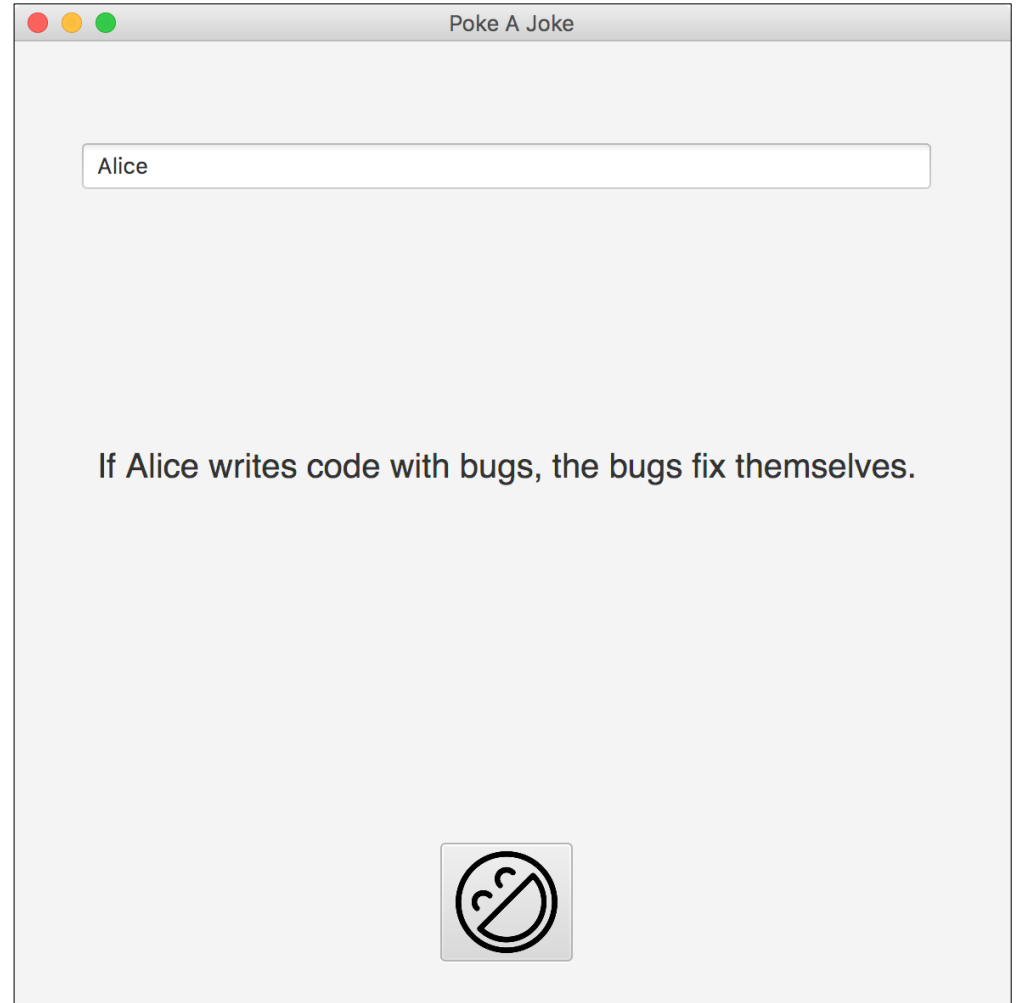 Poke A Joke
Alice
If Alice writes code with bugs, the bugs fix themselves.